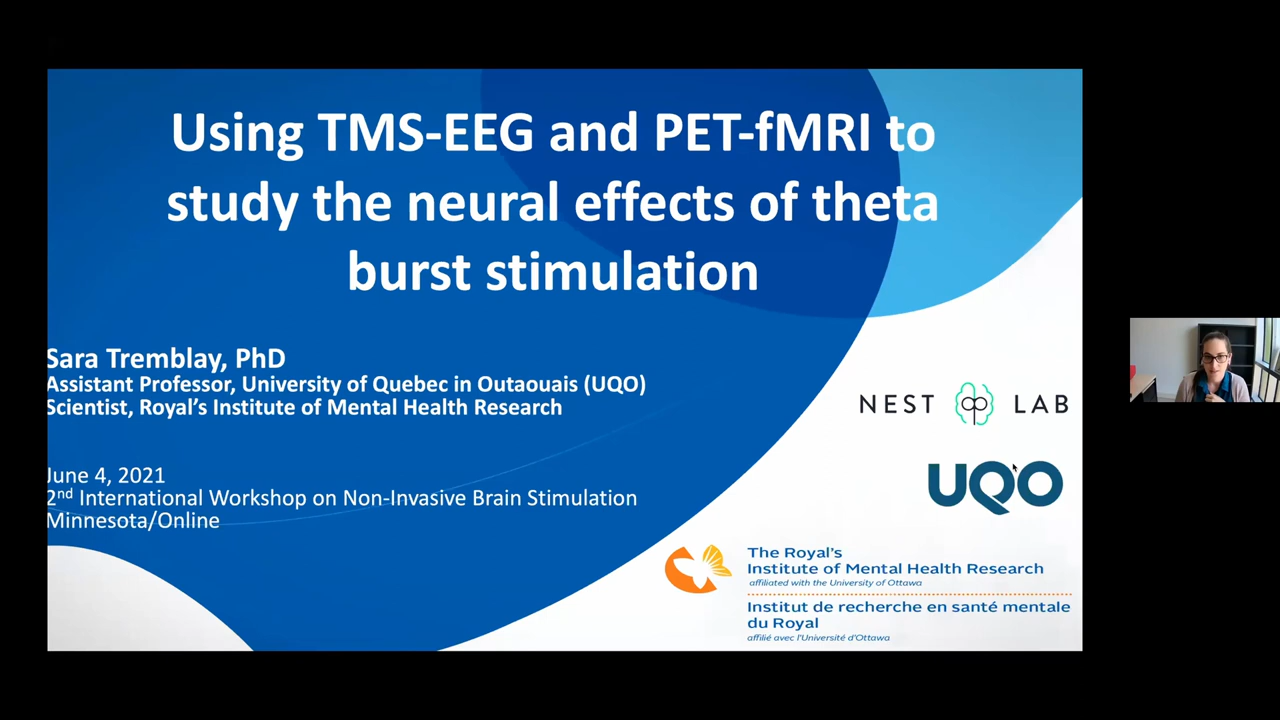 Using TMS-EEG and PET-fMRI to
study the neural effects of theta
burst stimulation
Sara Tremblay, PhD
Assistant Professor, University of Quebec in Outaouais (UQO)
Scientist, Royal's Institute of Mental Health Research
June 4, 2021
2nd International Workshop on Non-Invasive Brain Stimulation
Minnesota/Online
NEST LAB
UQO
The Royal's
Institute of Mental Health Research
affiliated with the University of Ottawa
Institut de recherche en santé mentale
du Royal
affilié avec l'Université d'Ottawa